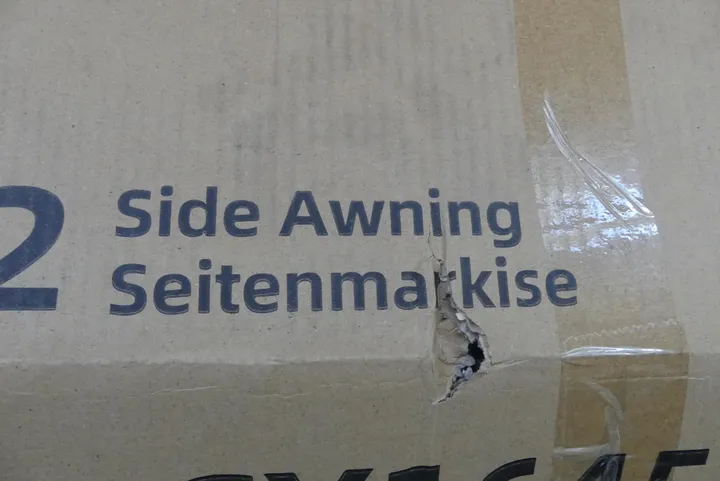 2
Side Awning
Seitenmarkise